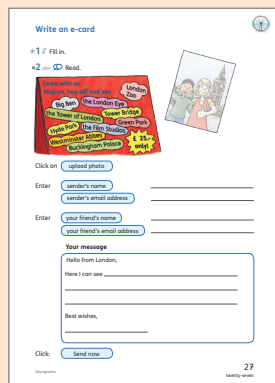 Write an e-card
1 Fill in.
2 Read.
Come with us,
Hop on, hop off and see
London
Zoo
Big Ben
the London Eye
the Tower of London
Tower Bridge
Hyde Park
the Film Studios
Green Park
Westminster Abbey
Buckingham Palace
£ 25,-
only!
Click on upload photo
Enter sender's name
sender's email address
Enter your friend's name
your friend's email address
Your message
Hello from London,
Here I can see
Best wishes,
Click: Send now
27
twenty-seven